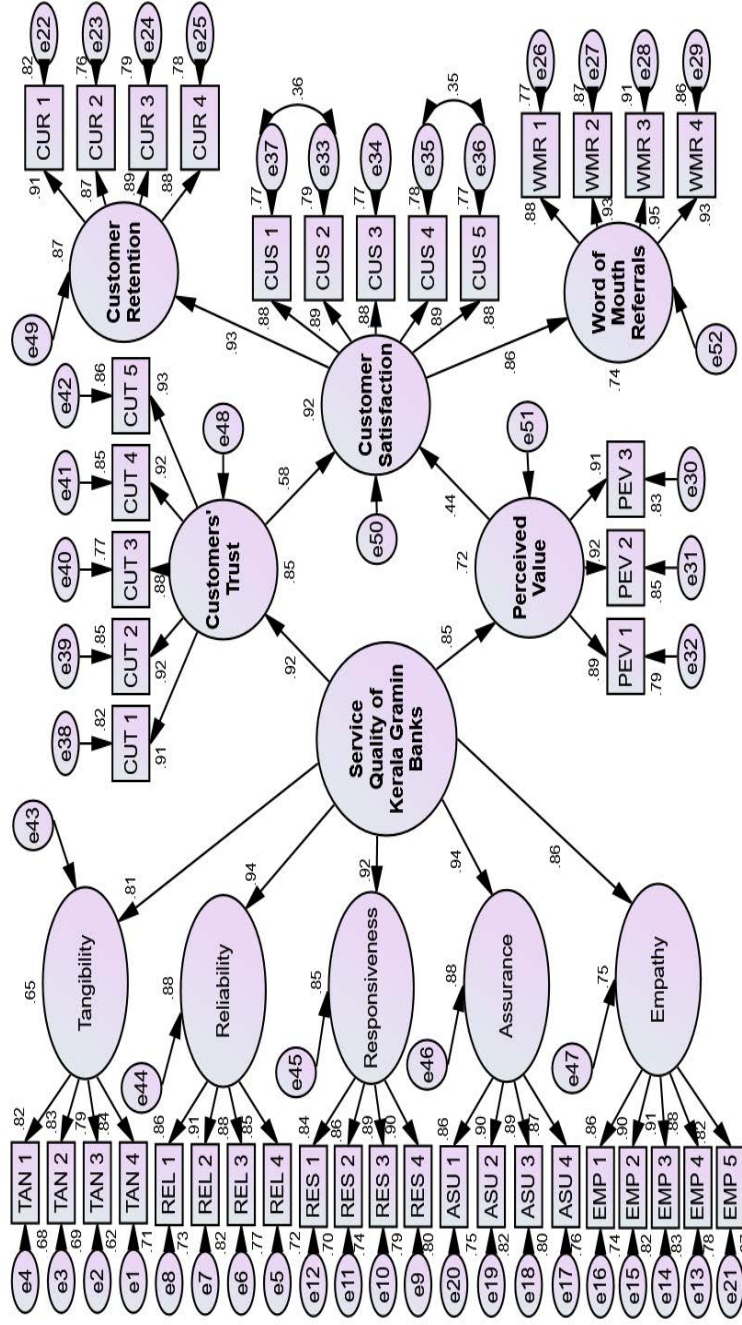 e4
.68
TAN 1
.82
e3
.69
TAN 2
.83
e2
.62
TAN 3
.79
e1
.71
TAN 4
.84
e43
.65
Tangibility
.81
e8
.73
REL 1
.86
e7
.82
REL 2
.91
e6
.77
REL 3
.88
e5
.72
REL 4
.85
e44
.88
Reliability
.94
e12
.70
RES 1
.84
e11
.74
RES 2
.86
e10
.79
RES 3
.89
e9
.80
RES 4
e45
.85
Responsiveness
.92
e20
.75
ASU 1
.86
e19
.82
ASU 2
.90
e18
.80
ASU 3
.89
e17
.76
ASU 4
.87
e46
.88
Assurance
.94
e16
.74
EMP 1
.86
e15
.82
EMP 2
.90
e14
.83
EMP 3
.91
e13
.78
EMP 4
.88
e21
EMP 5
.82
e47
.75
Empathy
.86
Service
Quality of
Kerala Gramin
Banks
.92
.85
e38
.82
CUT 1
.91
e39
.85
CUT 2
.92
e40
.77
CUT 3
.88
e41
.85
CUT 4
.92
e42
.86
CUT 5
.93
e48
Customers'
Trust
.85
.58
e51
.72
Perceived
Value
.44
.89
PEV 1
.79
e32
.92
PEV 2
.85
e31
.91
PEV 3
.83
e30
e50
.92
Customer
Satisfaction
.93
.86
.88
CUS 1
.77
e37
.36
.89
CUS 2
.79
e33
.88
CUS 3
.77
e34
.89
CUS 4
.78
e35
.35
.88
CUS 5
.77
e36
e49
.87
Customer
Retention
.91
CUR 1
.82
e22
.87
CUR 2
.76
e23
.89
CUR 3
.79
e24
.88
CUR 4
.78
e25
Word of
Mouth
Referrals
.74
e52
.88
WMR 1
.77
e26
.93
WMR 2
.87
e27
.95
WMR 3
.91
e28
.93
WMR 4
.86
e29